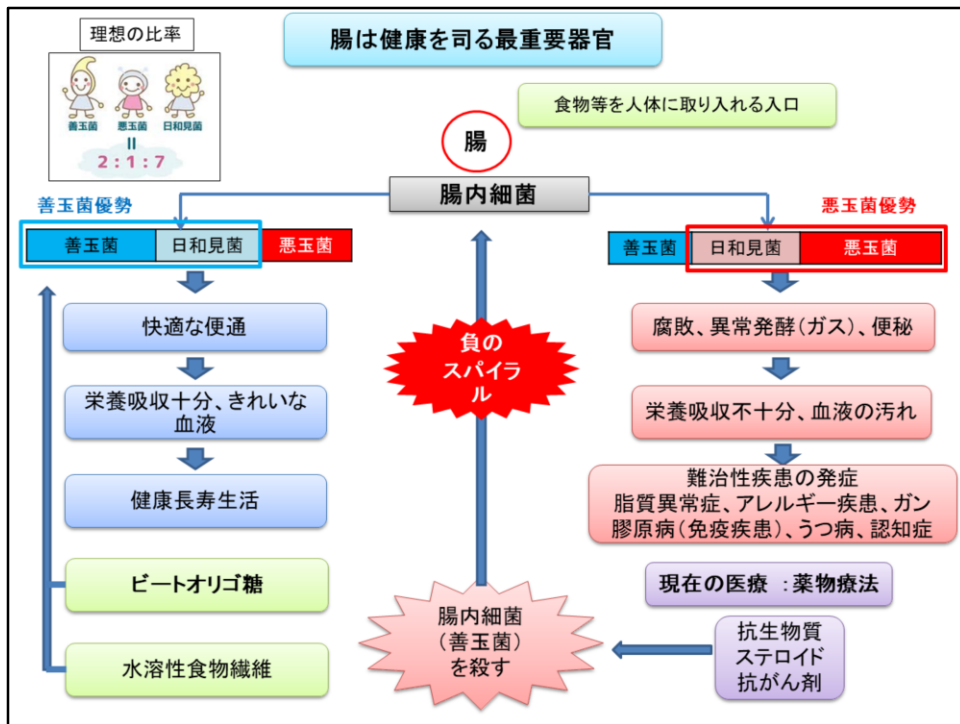 理想の比率
善玉菌 悪玉菌 日和見菌
=
2:1:7
腸は健康を司る最重要器官
食物等を人体に取り入れる入口
腸
腸内細菌
善玉菌優勢
善玉菌 日和見菌 悪玉菌
快適な便通
栄養吸収十分、きれいな
血液
健康長寿生活
ビートオリゴ糖
水溶性食物繊維
負の
スパイラ
ル
腸内細菌
(善玉菌)
を殺す
悪玉菌優勢
善玉菌 日和見菌 悪玉菌
腐敗、異常発酵(ガス)、便秘
栄養吸収不十分、血液の汚れ
難治性疾患の発症
脂質異常症、アレルギー疾患、ガン
膠原病(免疫疾患)、うつ病、認知症
現在の医療 :薬物療法
抗生物質
ステロイド
抗がん剤